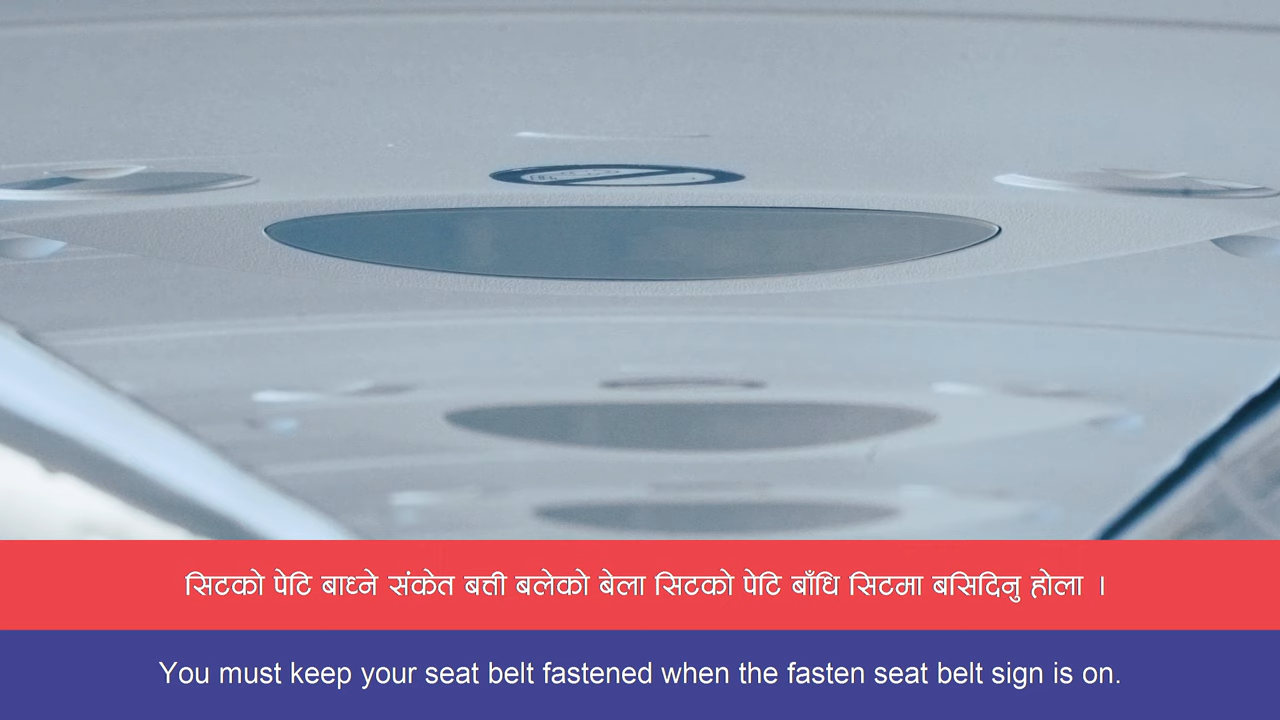 सिटको पेटि बाध्ने संकेत बत्ती बलेको बेला सिटको पेटि बाँधि सिटमा बसिदिनु होला ।
You must keep your seat belt fastened when the fasten seat belt sign is on.